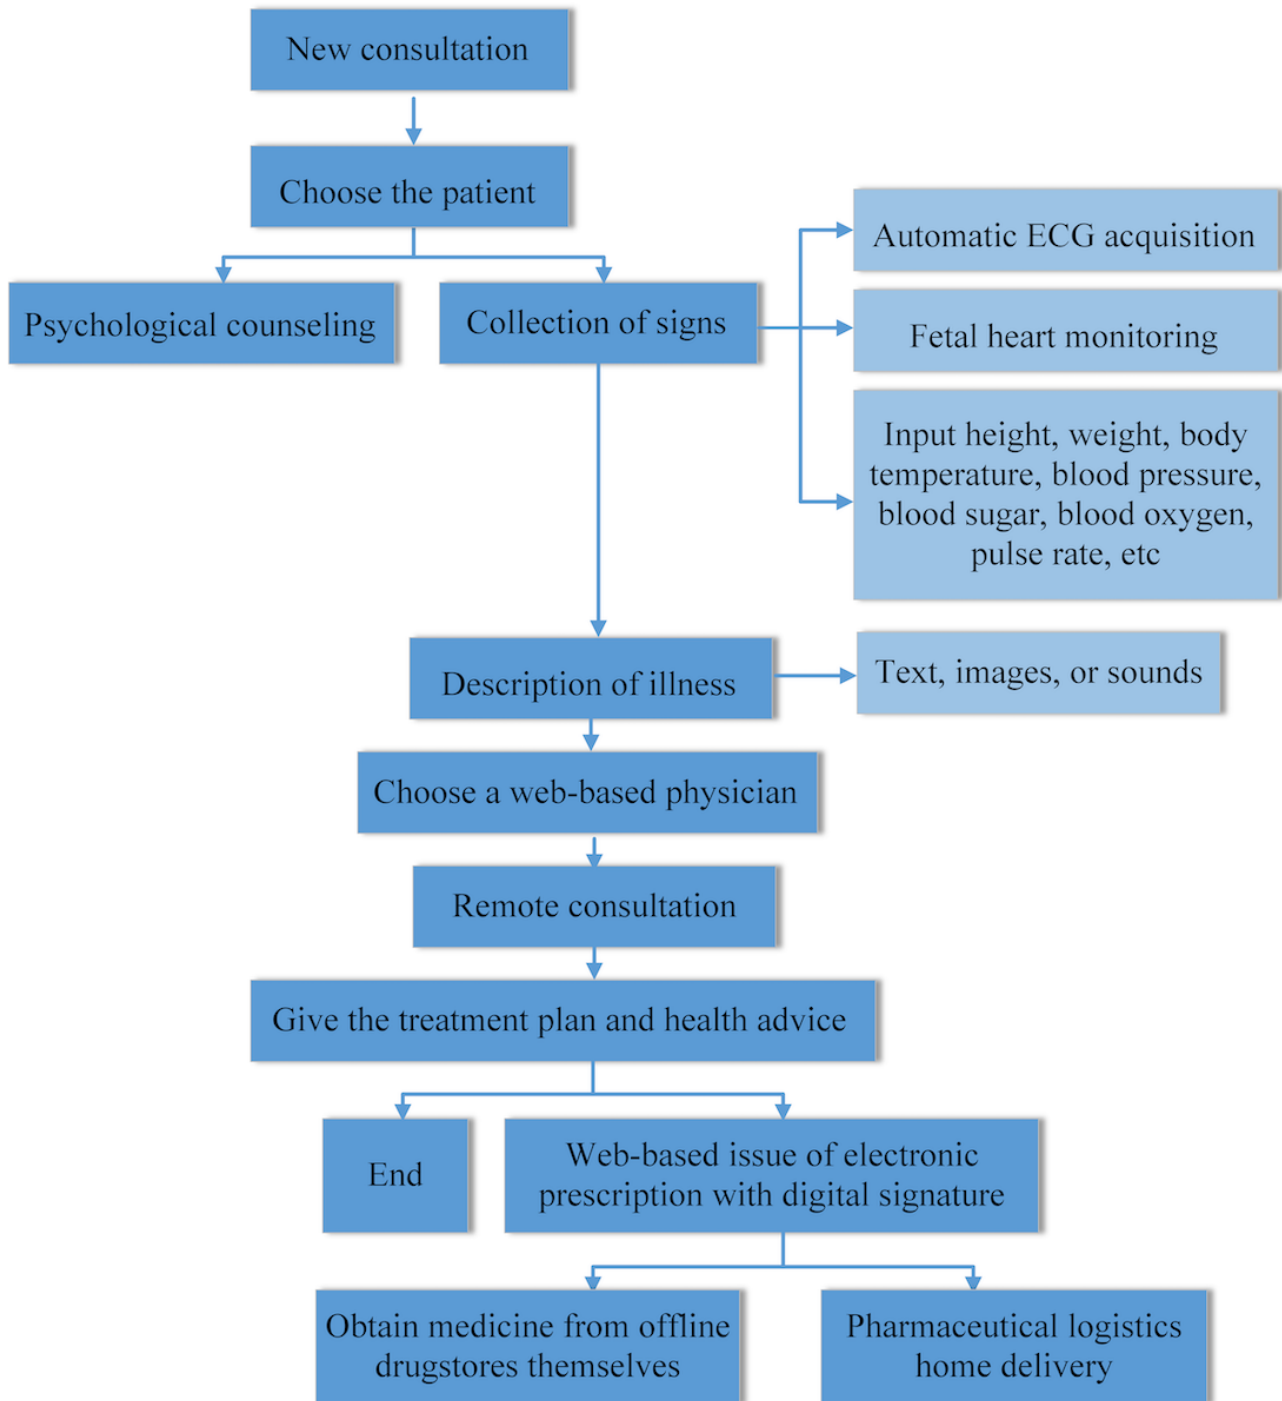 New consultation
Choose the patient
Psychological counseling
Collection of signs
Automatic ECG acquisition
Fetal heart monitoring
Input height, weight, body
temperature, blood pressure,
blood sugar, blood oxygen,
pulse rate, etc
Description of illness
Text, images, or sounds
Choose a web-based physician
Remote consultation
Give the treatment plan and health advice
End
Web-based issue of electronic
prescription with digital signature
Obtain medicine from offline
drugstores themselves
Pharmaceutical logistics
home delivery